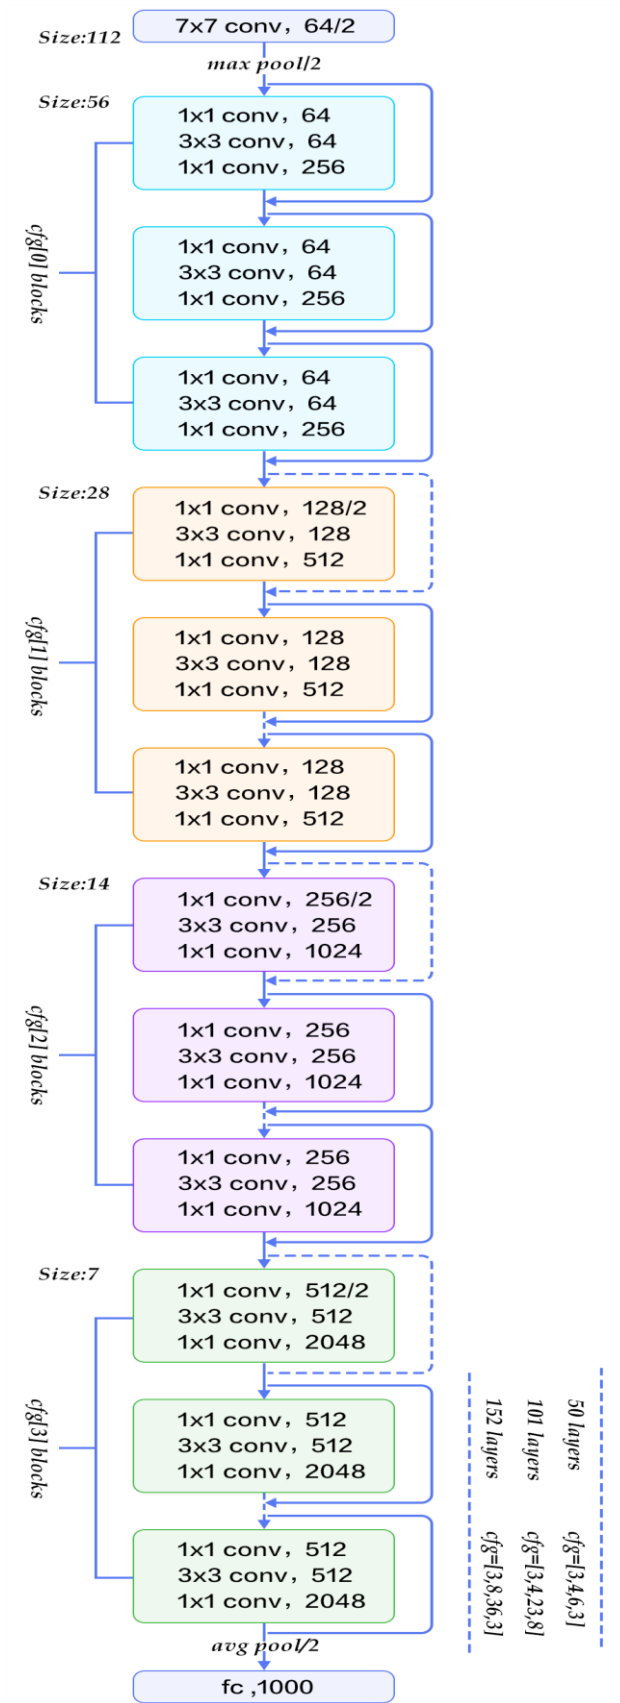 7x7 conv, 64/2
Size:112
max pool/2
Size:56
1x1 conv, 64
3x3 conv, 64
1x1 conv, 256
cfg[0] blocks
1x1 conv, 64
3x3 conv, 64
1x1 conv, 256
1x1 conv, 64
3x3 conv, 64
1x1 conv, 256
Size:28
1x1 conv, 128/2
3x3 conv, 128
1x1 conv, 512
cfg[1] blocks
1x1 conv, 128
3x3 conv, 128
1x1 conv, 512
1x1 conv, 128
3x3 conv, 128
1x1 conv, 512
Size:14
1x1 conv, 256/2
3x3 conv, 256
1x1 conv, 1024
cfg[2] blocks
1x1 conv, 256
3x3 conv, 256
1x1 conv, 1024
1x1 conv, 256
3x3 conv, 256
1x1 conv, 1024
Size:7
1x1 conv, 512/2
3x3 conv, 512
1x1 conv, 2048
cfg[3] blocks
1x1 conv, 512
3x3 conv, 512
1x1 conv, 2048
1x1 conv, 512
3x3 conv, 512
1x1 conv, 2048
50 layers cfg=[3,4,6,3]
101 layers cfg=[3,4,23,8]
152 layers cfg=[3,8,36,3]
avg pool/2
fc ,1000